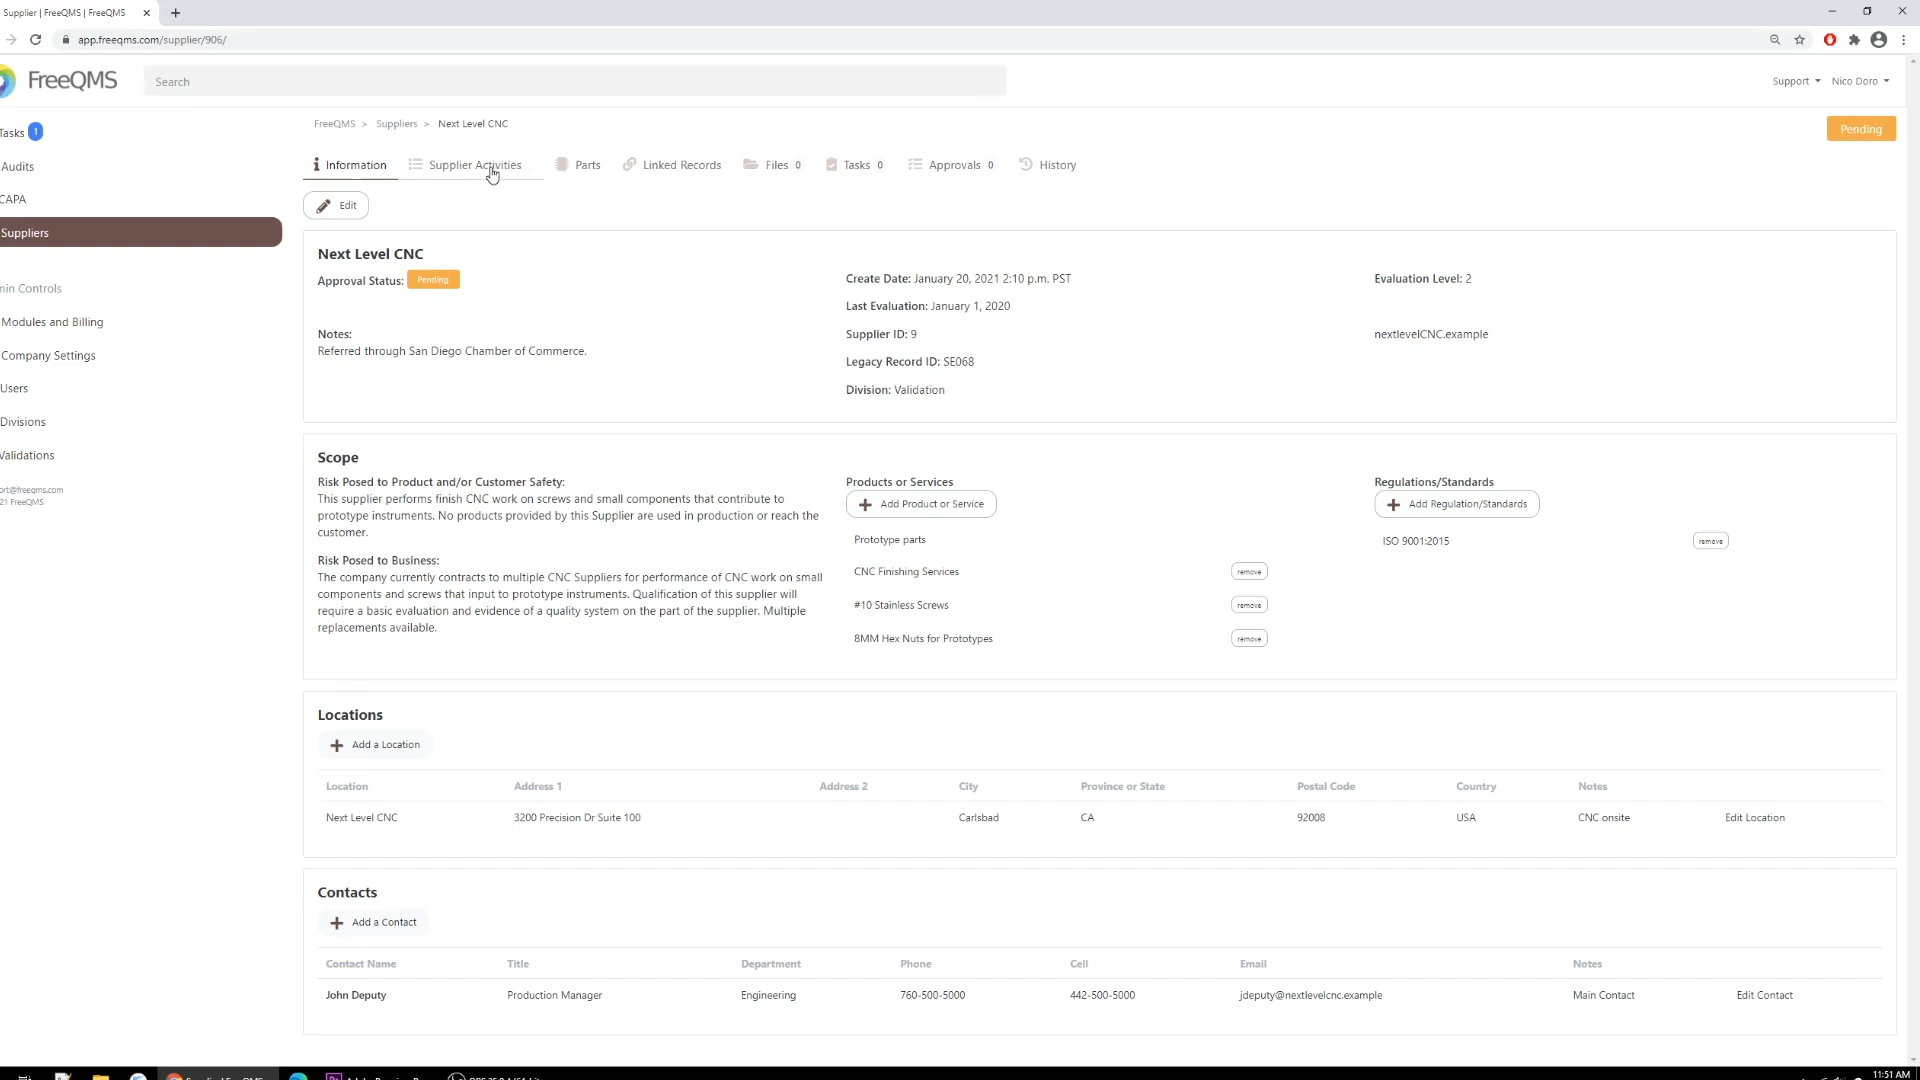 Supplier | FreeQMS | FreeQMS
app.freeqms.com/supplier/906/
FreeQMS
Search
Support
Nico Doro
Tasks 1
Audits
CAPA
Suppliers
min Controls
Modules and Billing
Company Settings
Users
Divisions
Validations
ort@freeqms.com
21 FreeQMS
FreeQMS > Suppliers > Next Level CNC
Pending
Information Supplier Activities Parts Linked Records Files 0 Tasks 0 Approvals 0 History
Edit
Next Level CNC
Approval Status: Pending
Notes:
Referred through San Diego Chamber of Commerce.
Create Date: January 20, 2021 2:10 p.m. PST
Last Evaluation: January 1, 2020
Supplier ID: 9
Legacy Record ID: SE068
Division: Validation
Evaluation Level: 2
nextlevelCNC.example
Scope
Risk Posed to Product and/or Customer Safety:
This supplier performs finish CNC work on screws and small components that contribute to
prototype instruments. No products provided by this Supplier are used in production or reach the
customer.
Risk Posed to Business:
The company currently contracts to multiple CNC Suppliers for performance of CNC work on small
components and screws that input to prototype instruments. Qualification of this supplier will
require a basic evaluation and evidence of a quality system on the part of the supplier. Multiple
replacements available.
Products or Services
Add Product or Service
Prototype parts
CNC Finishing Services remove
#10 Stainless Screws remove
8MM Hex Nuts for Prototypes remove
Regulations/Standards
Add Regulation/Standards
ISO 9001:2015 remove
Locations
Add a Location
Location Address 1 Address 2 City Province or State Postal Code Country Notes
Next Level CNC 3200 Precision Dr Suite 100 Carlsbad CA 92008 USA CNC onsite Edit Location
Contacts
Add a Contact
Contact Name Title Department Phone Cell Email Notes
John Deputy Production Manager Engineering 760-500-5000 442-500-5000 jdeputy@nextlevelcnc.example Main Contact Edit Contact
11:51 AM